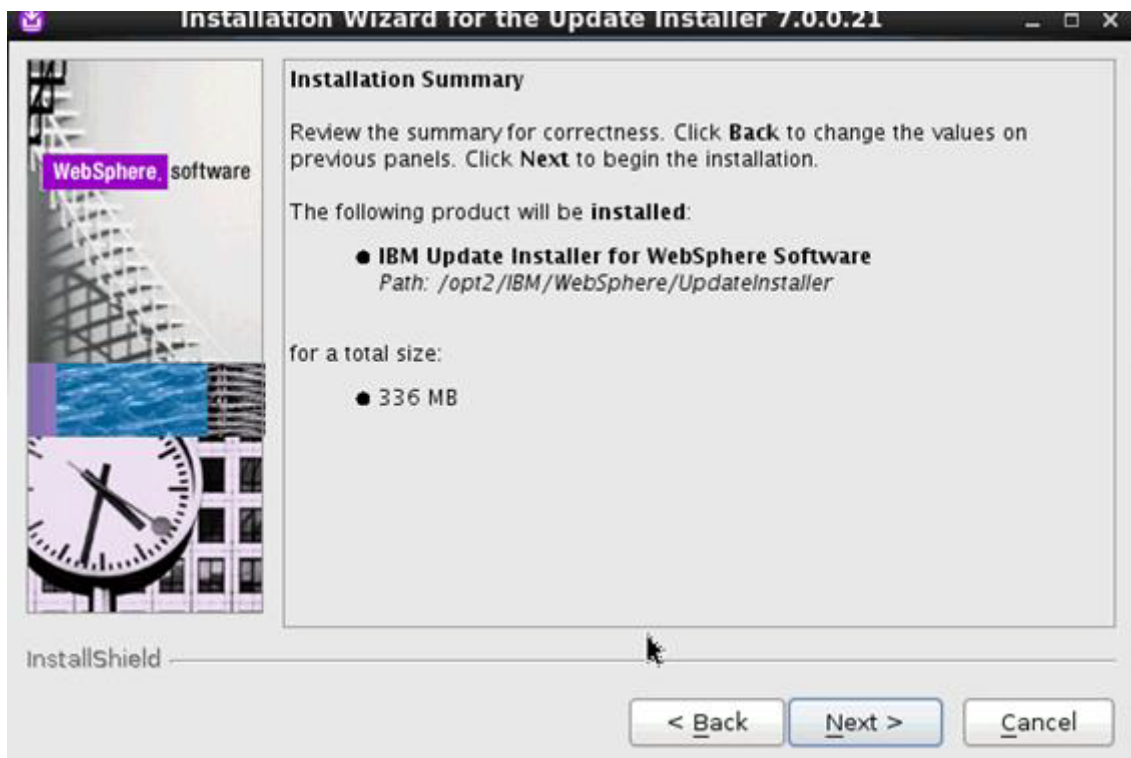 Installation Wizard for the Update Installer 7.0.0.21
WebSphere. software
Installation Summary
Review the summary for correctness. Click Back to change the values on
previous panels. Click Next to begin the installation.
The following product will be installed:
IBM Update Installer for WebSphere Software
Path: /opt2/IBM/WebSphere/UpdateInstaller
for a total size:
336 MB
InstallShield
< Back
Next >
Cancel